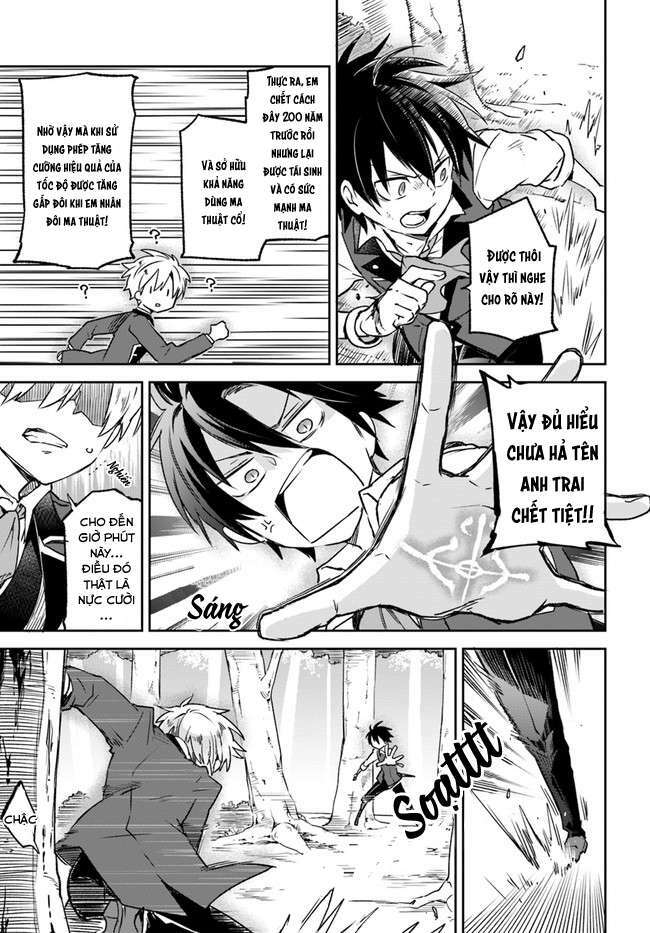 Được thôi
vậy thì nghe
cho rõ này!
Thực ra, em
chết cách
đây 200 năm
trước rồi
nhưng lại
được tái sinh
và có sức
mạnh ma
thuật!
Và sở hữu
khả năng
dùng ma
thuật cổ!
Nhờ vậy mà khi sử
dụng phép tăng
cường hiệu quả của
tốc độ được tăng
gấp đôi khi em nhân
đôi ma thuật!
?
?
?
Vậy đủ hiểu
chưa hả tên
anh trai
chết tiệt!!
Sáng
Nghiến
Cho đến
giờ phút
này...
điều đó
thật là
nực cười
...
Soạtttt
Chậc